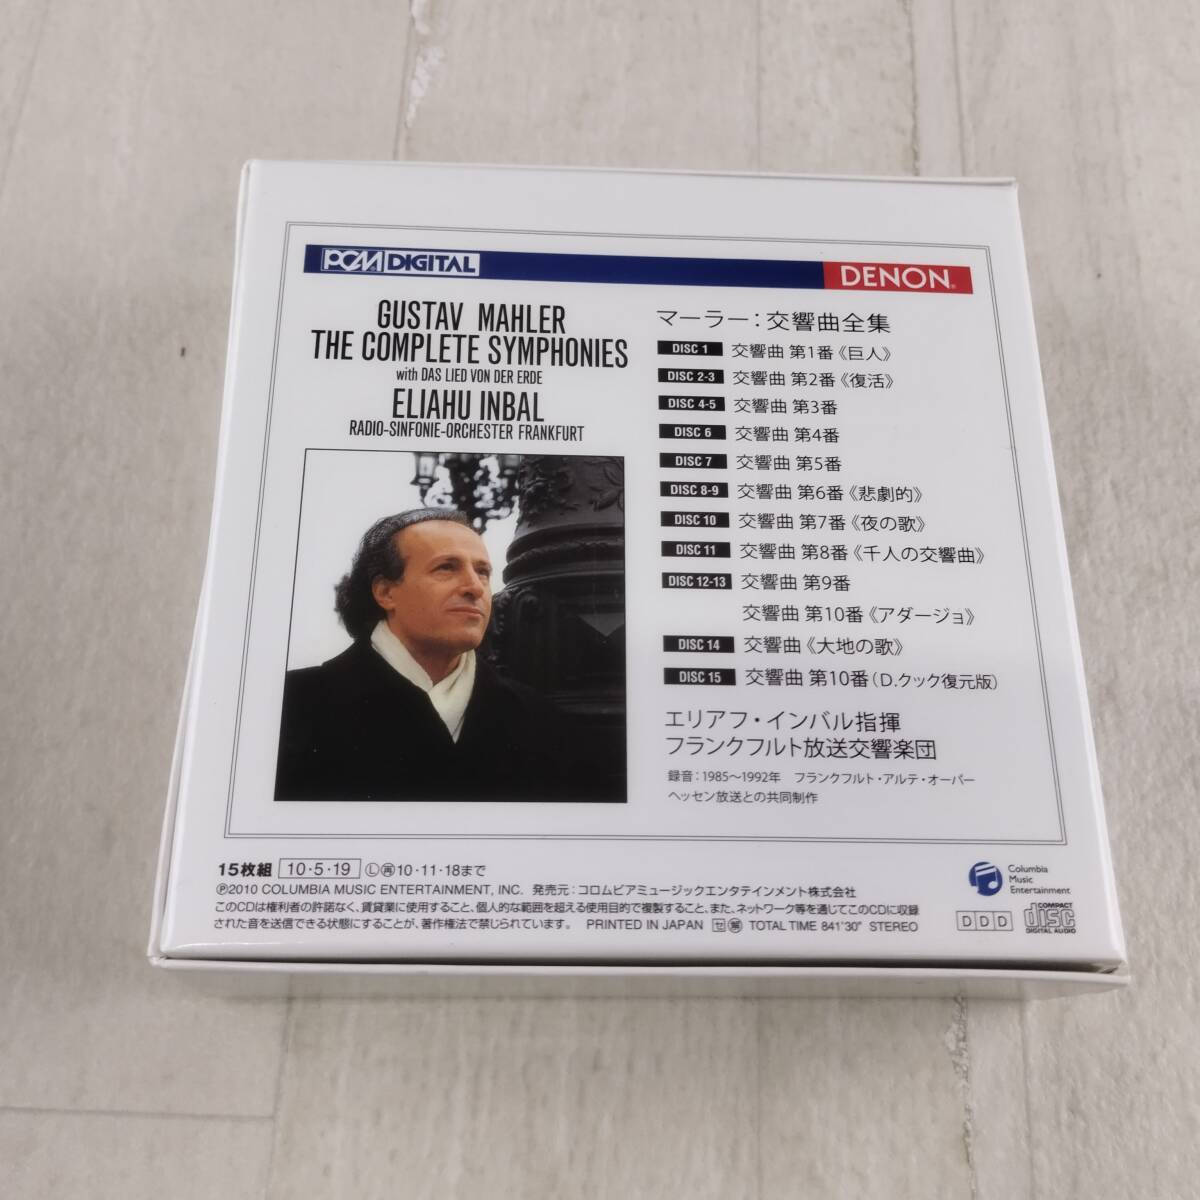 PCM DIGITAL
DENON
GUSTAV MAHLER
THE COMPLETE SYMPHONIES
with DAS LIED VON DER ERDE
ELIAHU INBAL
RADIO-SINFONIE-ORCHESTER FRANKFURT
マーラー：交響曲全集
DISC 1 交響曲 第1番《巨人》
DISC 2-3 交響曲 第2番《復活》
DISC 4-5 交響曲 第3番
DISC 6 交響曲 第4番
DISC 7 交響曲 第5番
DISC 8-9 交響曲 第6番《悲劇的》
DISC 10 交響曲 第7番《夜の歌》
DISC 11 交響曲 第8番《千人の交響曲》
DISC 12-13 交響曲 第9番
交響曲 第10番《アダージョ》
DISC 14 交響曲《大地の歌》
DISC 15 交響曲 第10番（D.クック復元版）
エリアフ・インバル指揮
フランクフルト放送交響楽団
録音：1985〜1992年　フランクフルト・アルテ・オーパー
ヘッセン放送との共同制作
15枚組 10・5・19 Ⓛ㊥10・11・18まで
Ⓟ2010 COLUMBIA MUSIC ENTERTAINMENT, INC. 発売元：コロムビアミュージックエンタテインメント株式会社
このCDは権利者の許諾なく、賃貸業に使用すること、個人的な範囲を超える使用目的で複製すること、また、ネットワーク等を通じてこのCDに収録
された音を送信できる状態にすることが、著作権法で禁じられています。 PRINTED IN JAPAN TOTAL TIME 841'30" STEREO
Columbia
Music
Entertainment
DDD
COMPACT
disc
DIGITAL AUDIO